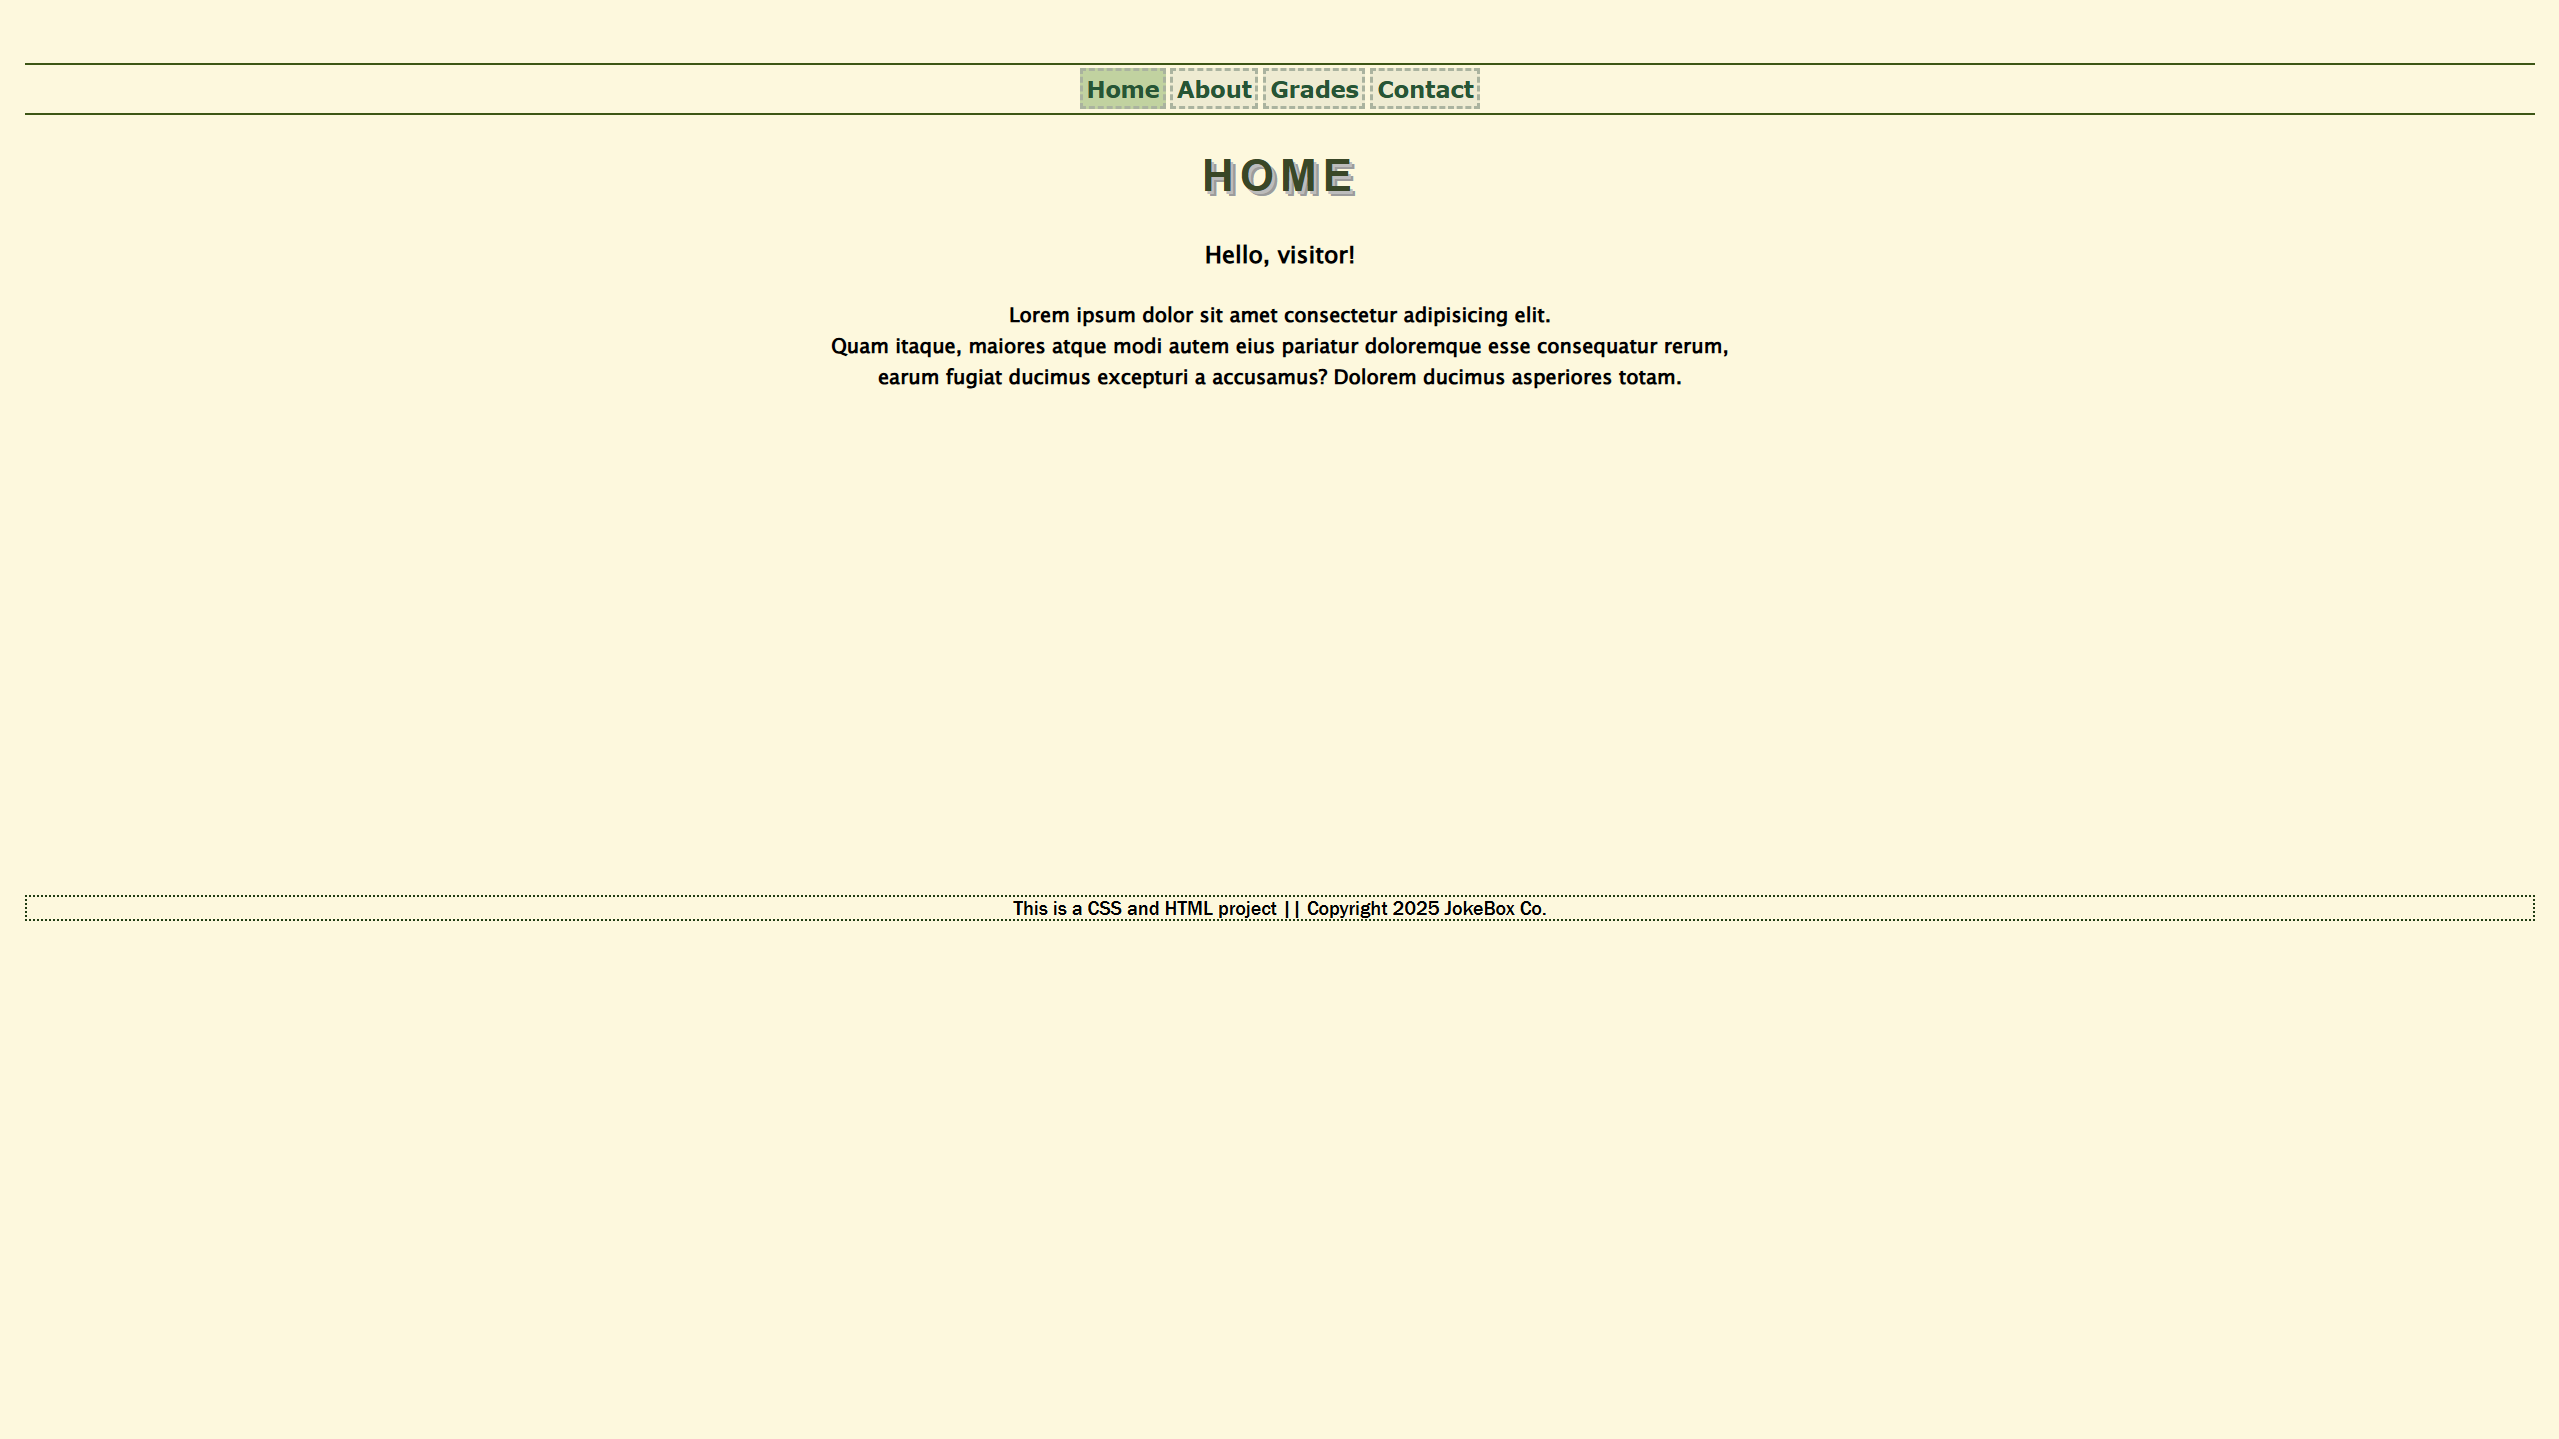 Home About Grades Contact
HOME
Hello, visitor!
Lorem ipsum dolor sit amet consectetur adipisicing elit.
Quam itaque, maiores atque modi autem eius pariatur doloremque esse consequatur rerum,
earum fugiat ducimus excepturi a accusamus? Dolorem ducimus asperiores totam.
This is a CSS and HTML project || Copyright 2025 JokeBox Co.